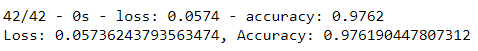 42/42 - 0s - loss: 0.0574 - accuracy: 0.9762
Loss: 0.05736243793563474, Accuracy: 0.976190447807312